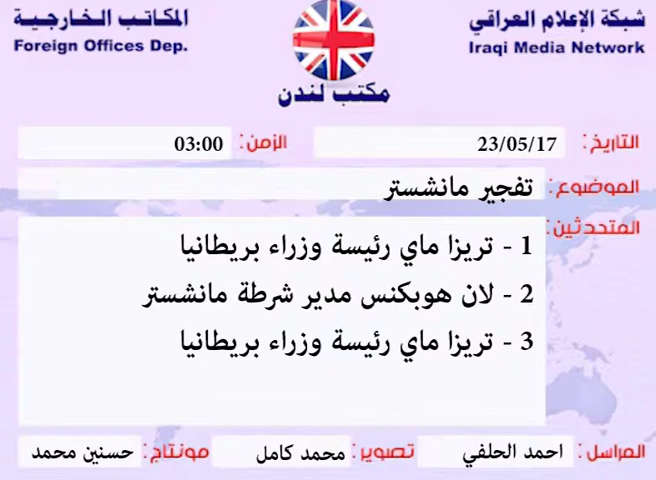 شبكة الإعلام العراقي
Iraqi Media Network
المكاتب الخارجية
Foreign Offices Dep.
مكتب لندن
التاريخ: 23/05/17
الزمن: 03:00
الموضوع: تفجير مانشستر
المتحدثين:
1 - تريزا ماي رئيسة وزراء بريطانيا
2 - لان هوبكنس مدير شرطة مانشستر
3 - تريزا ماي رئيسة وزراء بريطانيا
المراسل: احمد الحلفي تصوير: محمد كامل مونتاج: حسنين محمد